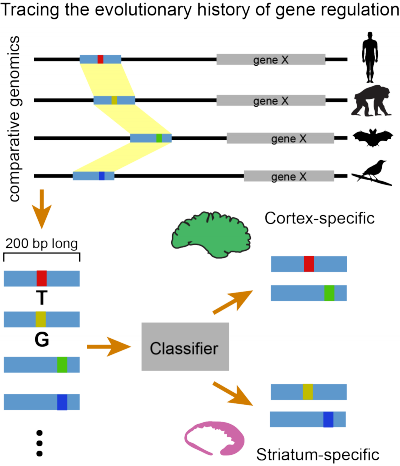 Tracing the evolutionary history of gene regulation
comparative genomics
gene X
gene X
gene X
gene X
200 bp long
T
G
Classifier
Cortex-specific
Striatum-specific